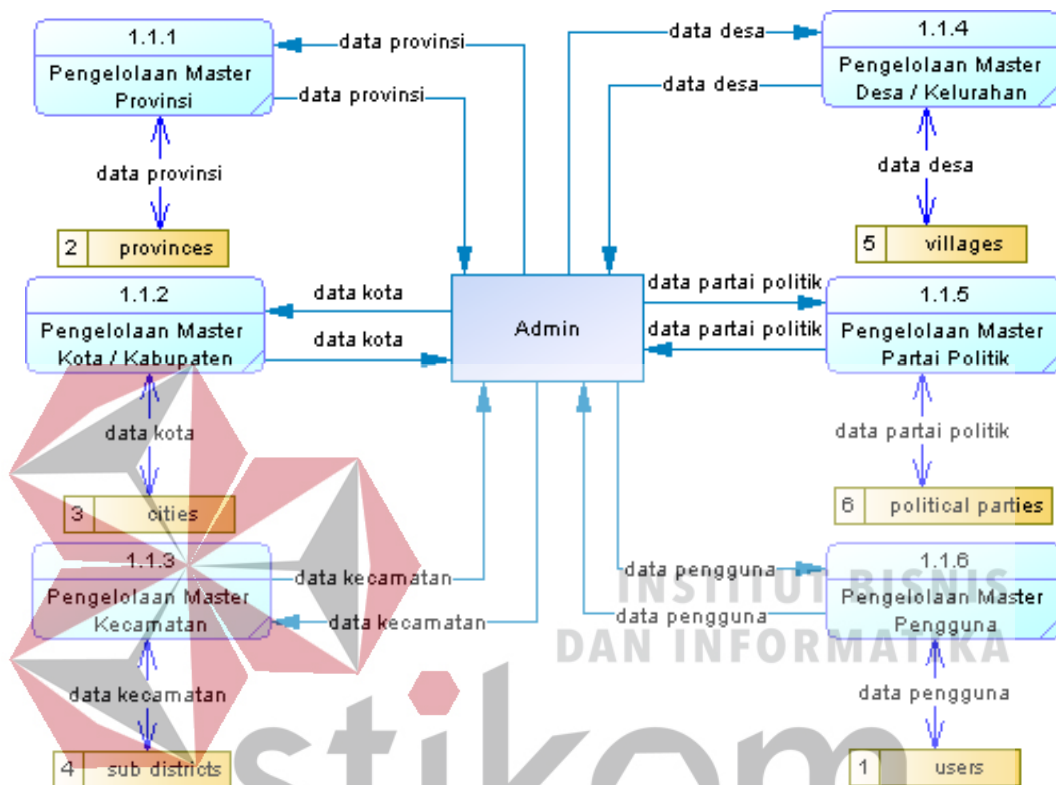 1.1.1
Pengelolaan Master
Provinsi
data provinsi
data provinsi
data provinsi
2 provinces
1.1.2
Pengelolaan Master
Kota / Kabupaten
data kota
data kota
data kota
3 cities
1.1.3
Pengelolaan Master
Kecamatan
data kecamatan
data kecamatan
data kecamatan
4 sub districts
Admin
data desa
data desa
1.1.4
Pengelolaan Master
Desa / Kelurahan
data desa
5 villages
data partai politik
data partai politik
1.1.5
Pengelolaan Master
Partai Politik
data partai politik
6 political parties
data pengguna
data pengguna
1.1.6
Pengelolaan Master
Pengguna
data pengguna
1 users
INSTITUT BISNIS
DAN INFORMATIKA
stikom